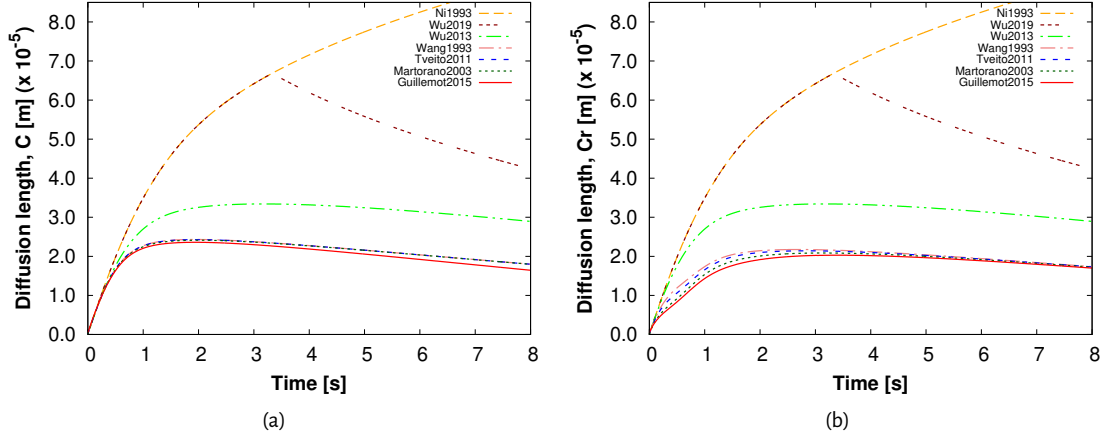 Diffusion length, C [m] (x 10-5)
8.0
7.0
6.0
5.0
4.0
3.0
2.0
1.0
0.0
Ni1993
Wu2019
Wu2013
Wang1993
Tveito2011
Martorano2003
Guillemot2015
0 1 2 3 4 5 6 7 8
Time [s]
(a)
Diffusion length, Cr [m] (x 10-5)
8.0
7.0
6.0
5.0
4.0
3.0
2.0
1.0
0.0
Ni1993
Wu2019
Wu2013
Wang1993
Tveito2011
Martorano2003
Guillemot2015
0 1 2 3 4 5 6 7 8
Time [s]
(b)